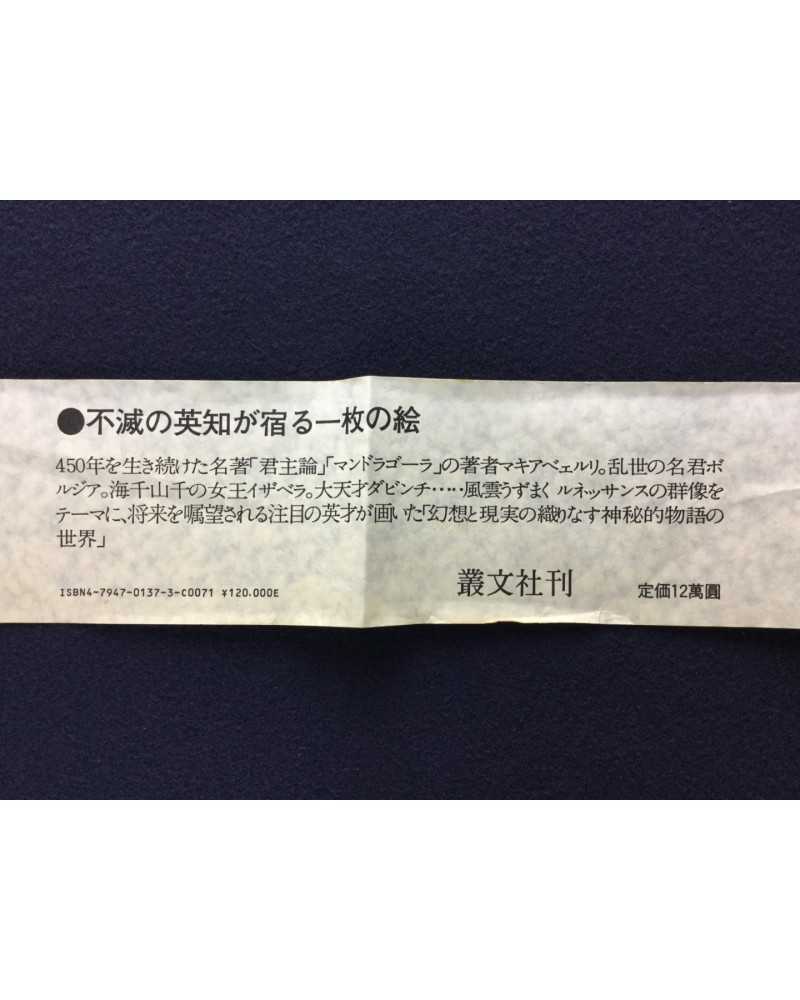 ●不滅の英知が宿る一枚の絵
450年を生き続けた名著「君主論」「マンドラゴーラ」の著者マキアベェルリ。乱世の名君ボ
ルジア。海千山千の女王イザベラ。大天才ダビンチ……風雲うずまく ルネッサンスの群像を
テーマに、将来を嘱望される注目の英才が画いた「幻想と現実の織りなす神秘的物語の
世界」
ISBN4-7947-0137-3-C0071 ¥120.000E 叢文社刊 定価12萬圓